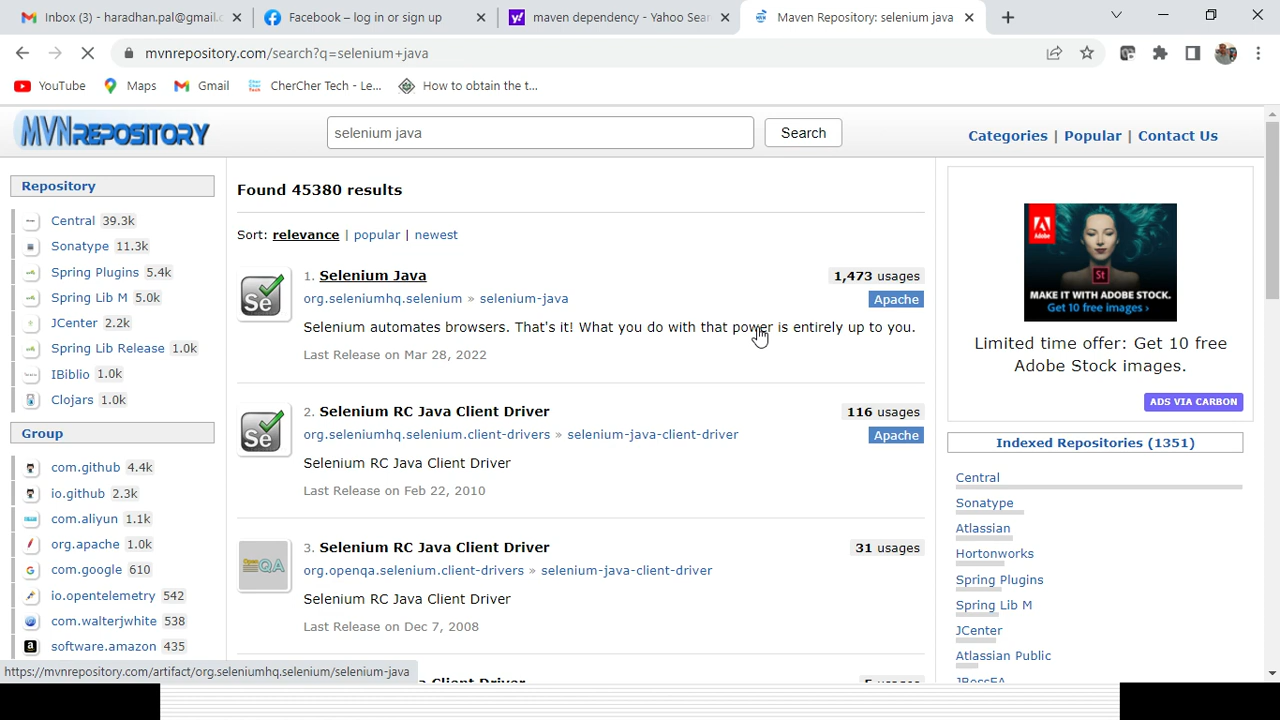 Inbox (3) - haradhan.pal@gmail.c
Facebook – log in or sign up
maven dependency - Yahoo Sear
Maven Repository: selenium java
mvnrepository.com/search?q=selenium+java
YouTube
Maps
Gmail
CherCher Tech - Le...
How to obtain the t...
MVNREPOSITORY
selenium java
Search
Categories | Popular | Contact Us
Repository
Central 39.3k
Sonatype 11.3k
Spring Plugins 5.4k
Spring Lib M 5.0k
JCenter 2.2k
Spring Lib Release 1.0k
IBiblio 1.0k
Clojars 1.0k
Group
com.github 4.4k
io.github 2.3k
com.aliyun 1.1k
org.apache 1.0k
com.google 610
io.opentelemetry 542
com.walterjwhite 538
software.amazon 435
Found 45380 results
Sort: relevance | popular | newest
1. Selenium Java
1,473 usages
org.seleniumhq.selenium » selenium-java
Apache
Selenium automates browsers. That's it! What you do with that power is entirely up to you.
Last Release on Mar 28, 2022
2. Selenium RC Java Client Driver
116 usages
org.seleniumhq.selenium.client-drivers » selenium-java-client-driver
Apache
Selenium RC Java Client Driver
Last Release on Feb 22, 2010
3. Selenium RC Java Client Driver
31 usages
org.openqa.selenium.client-drivers » selenium-java-client-driver
Selenium RC Java Client Driver
Last Release on Dec 7, 2008
MAKE IT WITH ADOBE STOCK.
Get 10 free images ›
Limited time offer: Get 10 free
Adobe Stock images.
ADS VIA CARBON
Indexed Repositories (1351)
Central
Sonatype
Atlassian
Hortonworks
Spring Plugins
Spring Lib M
JCenter
Atlassian Public
JBossEA
https://mvnrepository.com/artifact/org.seleniumhq.selenium/selenium-java